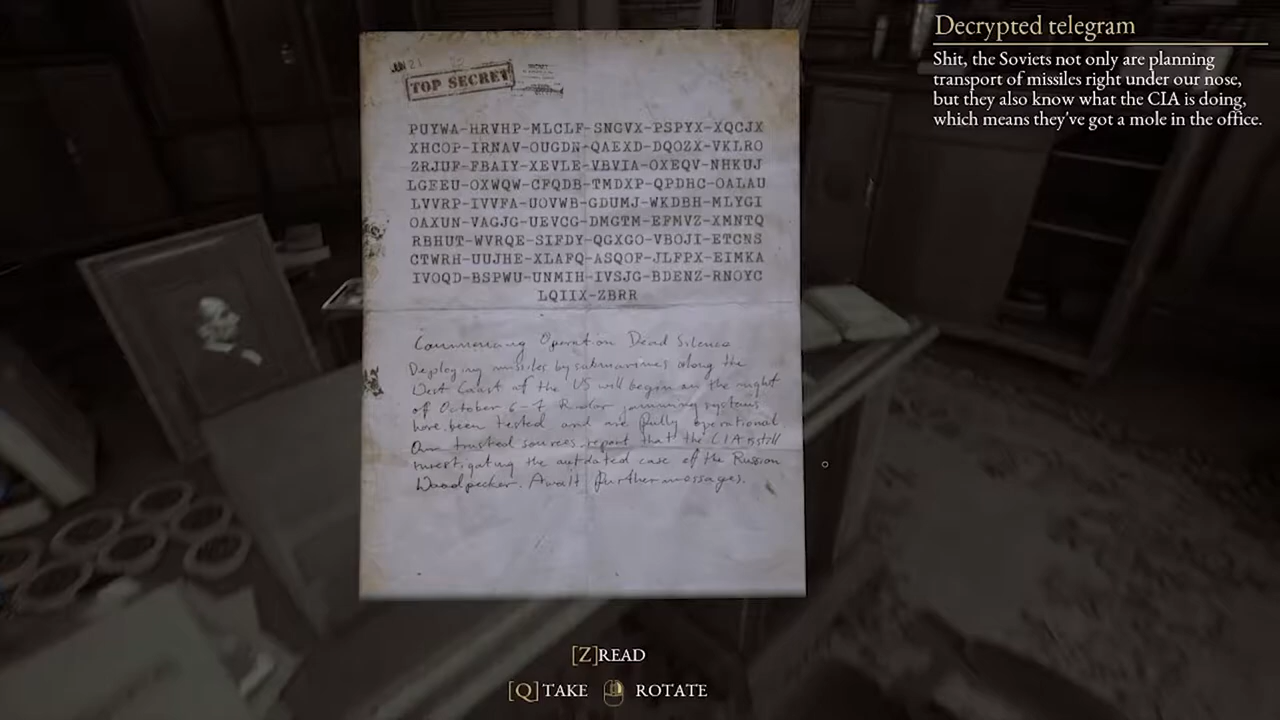 Decrypted telegram
Shit, the Soviets not only are planning
transport of missiles right under our nose,
but they also know what the CIA is doing,
which means they've got a mole in the office.
JUN 21
TOP SECRET
PUYWA-HRVHP-MLCLF-SNGVX-PSPYX-XQCJX
XHCOP-IRNAV-OUGDN-QAEXD-DQOZX-VKLRO
ZRJUF-FBAIY-XEVLE-VBVIA-OXEQV-NHKUJ
LGEEU-OXWQW-CFQDB-TMDXP-QPDHC-OALAU
LVVRP-IVVFA-UOVWB-GDUMJ-WKDBH-MLYGI
OAXUN-VAGJG-UEVCG-DMGTM-EFMVZ-XMNTQ
RBHUT-WVRQE-SIFDY-QGXGO-VBOJI-ETCNS
CTWRH-UUJHE-XLAFQ-ASQOF-JLFPX-EIMKA
IVOQD-BSPWU-UNMIH-IVSJG-BDENZ-RNOYC
LQIIX-ZBRR
Commencing Operation Dead Silence
Deploying missiles by submarines along the
West Coast of the US will begin on the night
of October 6-7 Radar jamming systems
have been tested and are fully operational.
Our trusted sources report that the CIA is still
investigating the outdated case of the Russian
Woodpecker. Await further messages.
[Z]READ
[Q]TAKE ROTATE